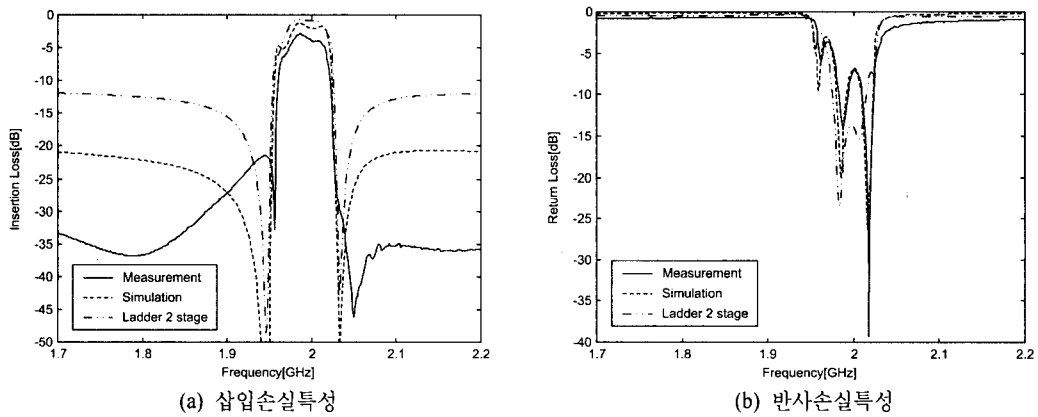 0
-5
-10
-15
-20
-25
-30
-35
-40
-45
-50
Insertion Loss[dB]
Measurement
Simulation
Ladder 2 stage
1.7 1.8 1.9 2 2.1 2.2
Frequency[GHz]
(a) 삽입손실특성
0
-5
-10
-15
-20
-25
-30
-35
-40
Return Loss[dB]
Measurement
Simulation
Ladder 2 stage
1.7 1.8 1.9 2 2.1 2.2
Frequency[GHz]
(b) 반사손실특성